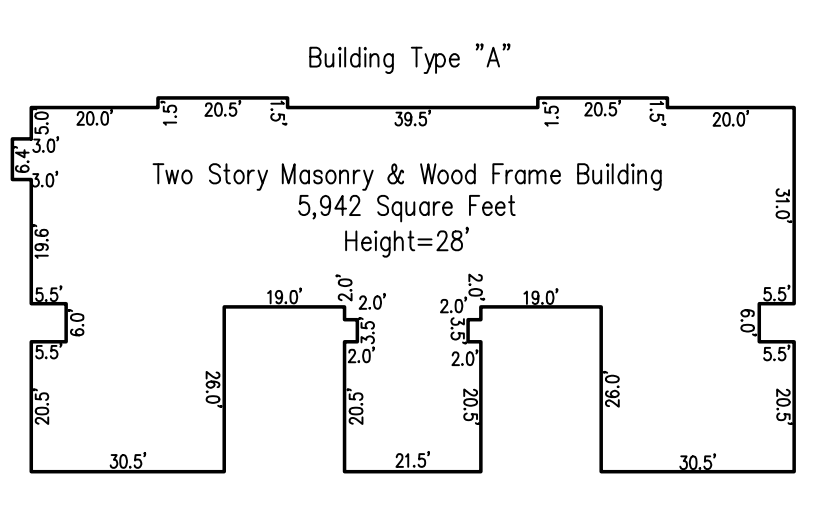 Building Type "A"
20.0' 1.5' 20.5' 1.5' 39.5' 1.5' 20.5' 1.5' 20.0'
5.0
3.0'
6.4'
3.0'
Two Story Masonry & Wood Frame Building
5,942 Square Feet
Height=28'
31.0'
19.6'
5.5' 19.0' 2.0' 2.0' 2.0' 2.0' 19.0' 5.5'
6.0' 3.5' 3.5' 6.0'
5.5' 2.0' 2.0' 5.5'
20.5' 26.0' 20.5' 20.5' 26.0' 20.5'
30.5' 21.5' 30.5'